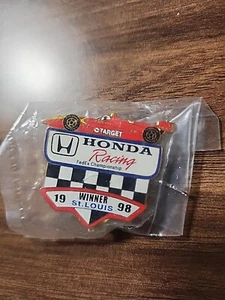 TARGET
HONDA
Racing
FedEx Championship
WINNER
19 ST. LOUIS 98